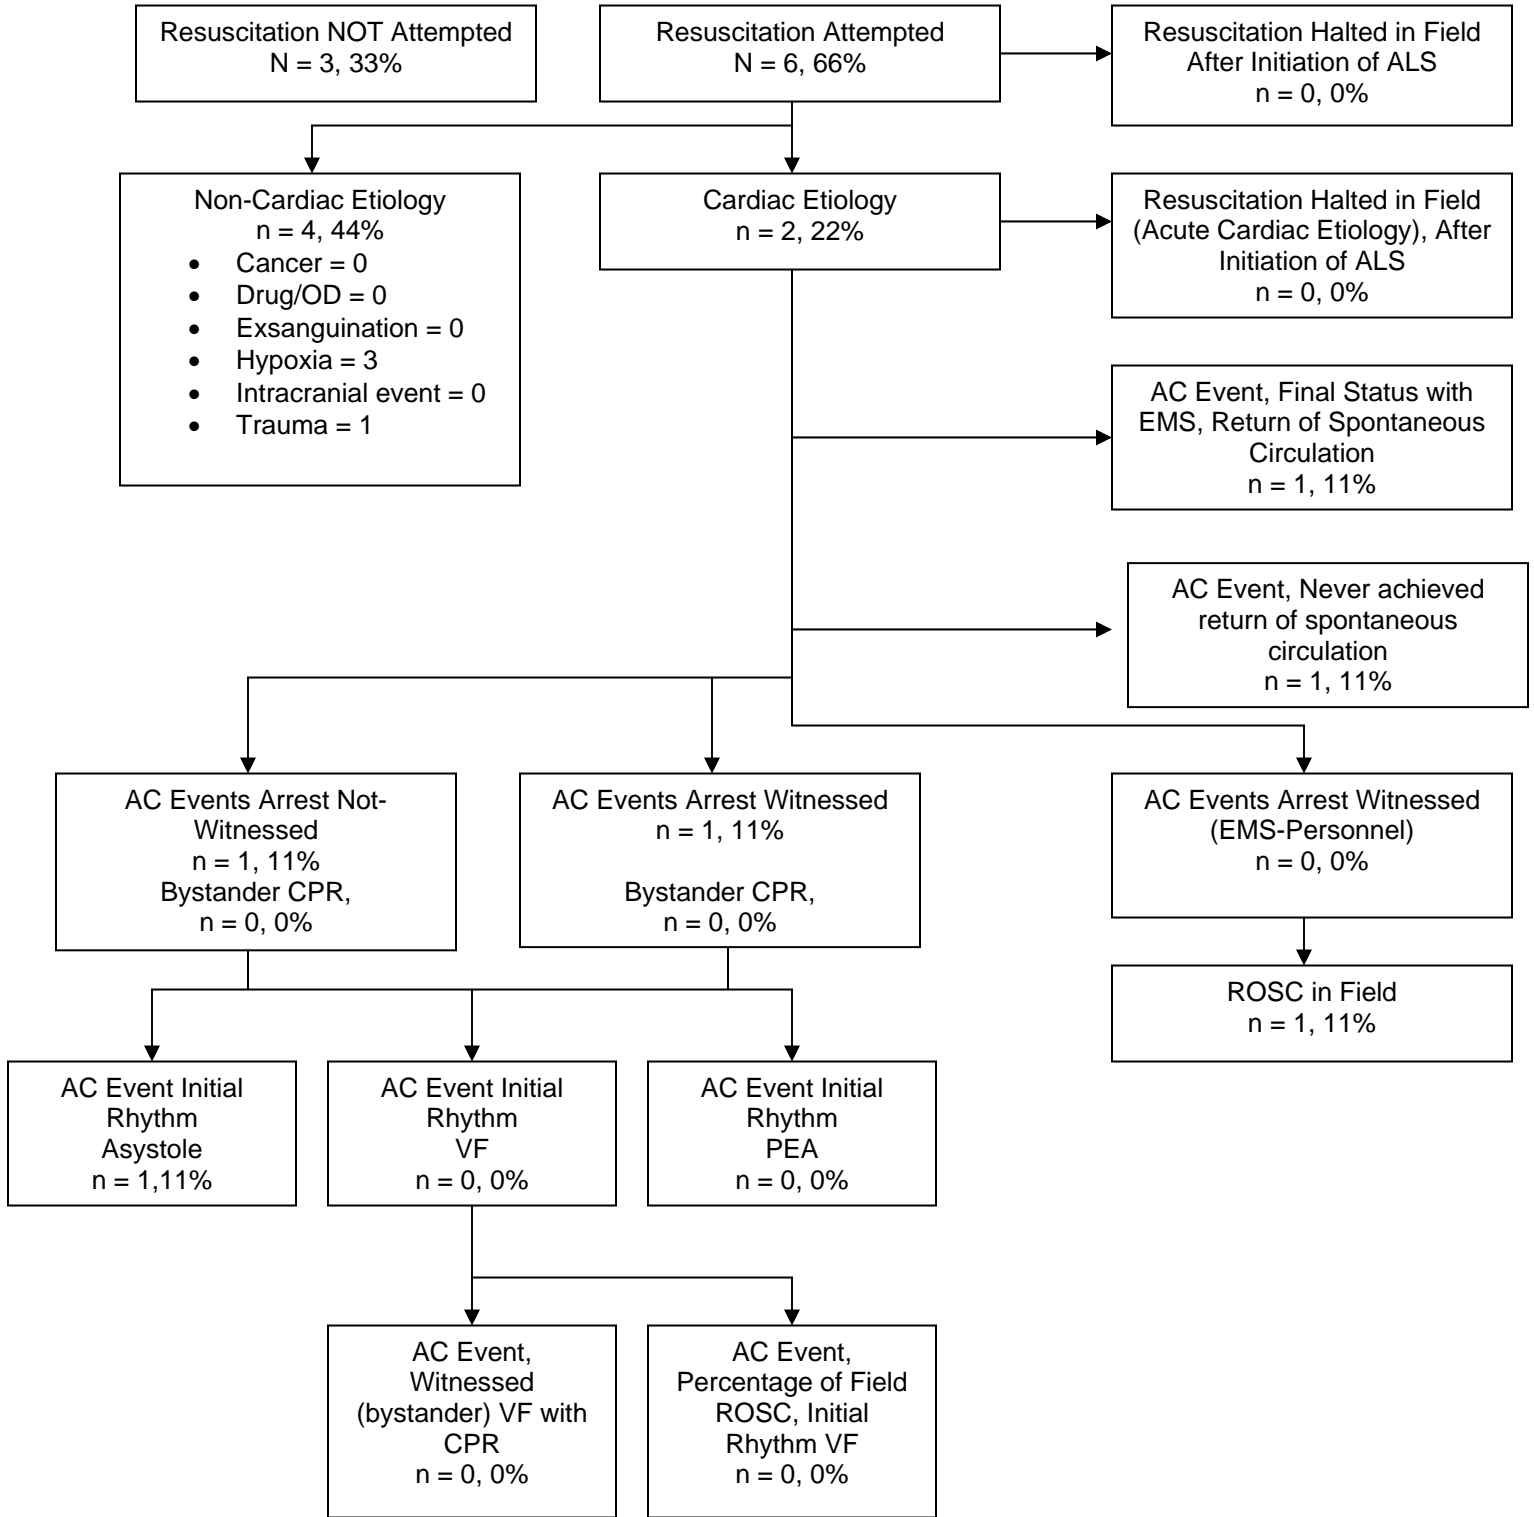 Resuscitation NOT Attempted
N = 3, 33%
Resuscitation Attempted
N = 6, 66%
Resuscitation Halted in Field
After Initiation of ALS
n = 0, 0%
Non-Cardiac Etiology
n = 4, 44%
• Cancer = 0
• Drug/OD = 0
• Exsanguination = 0
• Hypoxia = 3
• Intracranial event = 0
• Trauma = 1
Cardiac Etiology
n = 2, 22%
Resuscitation Halted in Field
(Acute Cardiac Etiology), After
Initiation of ALS
n = 0, 0%
AC Event, Final Status with
EMS, Return of Spontaneous
Circulation
n = 1, 11%
AC Event, Never achieved
return of spontaneous
circulation
n = 1, 11%
AC Events Arrest Not-
Witnessed
n = 1, 11%
Bystander CPR,
n = 0, 0%
AC Events Arrest Witnessed
n = 1, 11%
Bystander CPR,
n = 0, 0%
AC Events Arrest Witnessed
(EMS-Personnel)
n = 0, 0%
ROSC in Field
n = 1, 11%
AC Event Initial
Rhythm
Asystole
n = 1,11%
AC Event Initial
Rhythm
VF
n = 0, 0%
AC Event Initial
Rhythm
PEA
n = 0, 0%
AC Event,
Witnessed
(bystander) VF with
CPR
n = 0, 0%
AC Event,
Percentage of Field
ROSC, Initial
Rhythm VF
n = 0, 0%